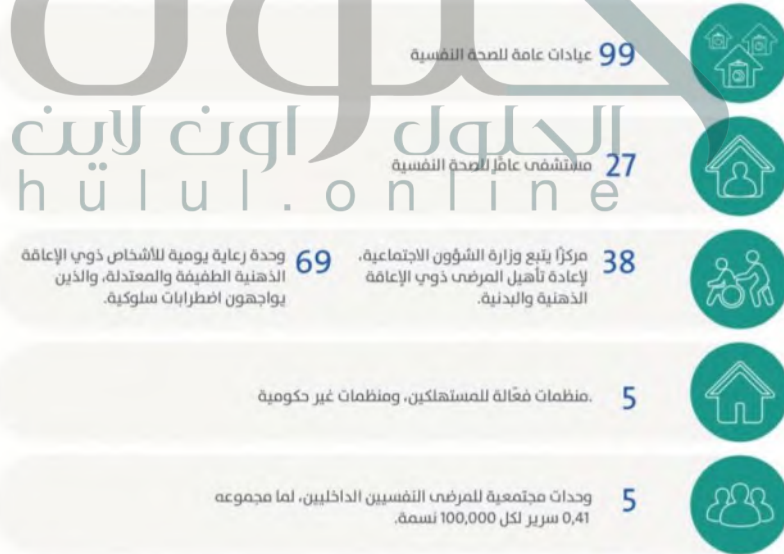 حلول
الحلول اون لاين
hulul.online
99 عيادات عامة للصحة النفسية
27 مستشفى عامًا للصحة النفسية
38 مركزًا يتبع وزارة الشؤون الاجتماعية،
لإعادة تأهيل المرضى ذوي الإعاقة
الذهنية والبدنية.
69 وحدة رعاية يومية للأشخاص ذوي الإعاقة
الذهنية الطفيفة والمعتدلة، والذين
يواجهون اضطرابات سلوكية.
5 .منظمات فعّالة للمستهلكين، ومنظمات غير حكومية
5 وحدات مجتمعية للمرضى النفسيين الداخليين، لما مجموعه
0,41 سرير لكل 100,000 نسمة.